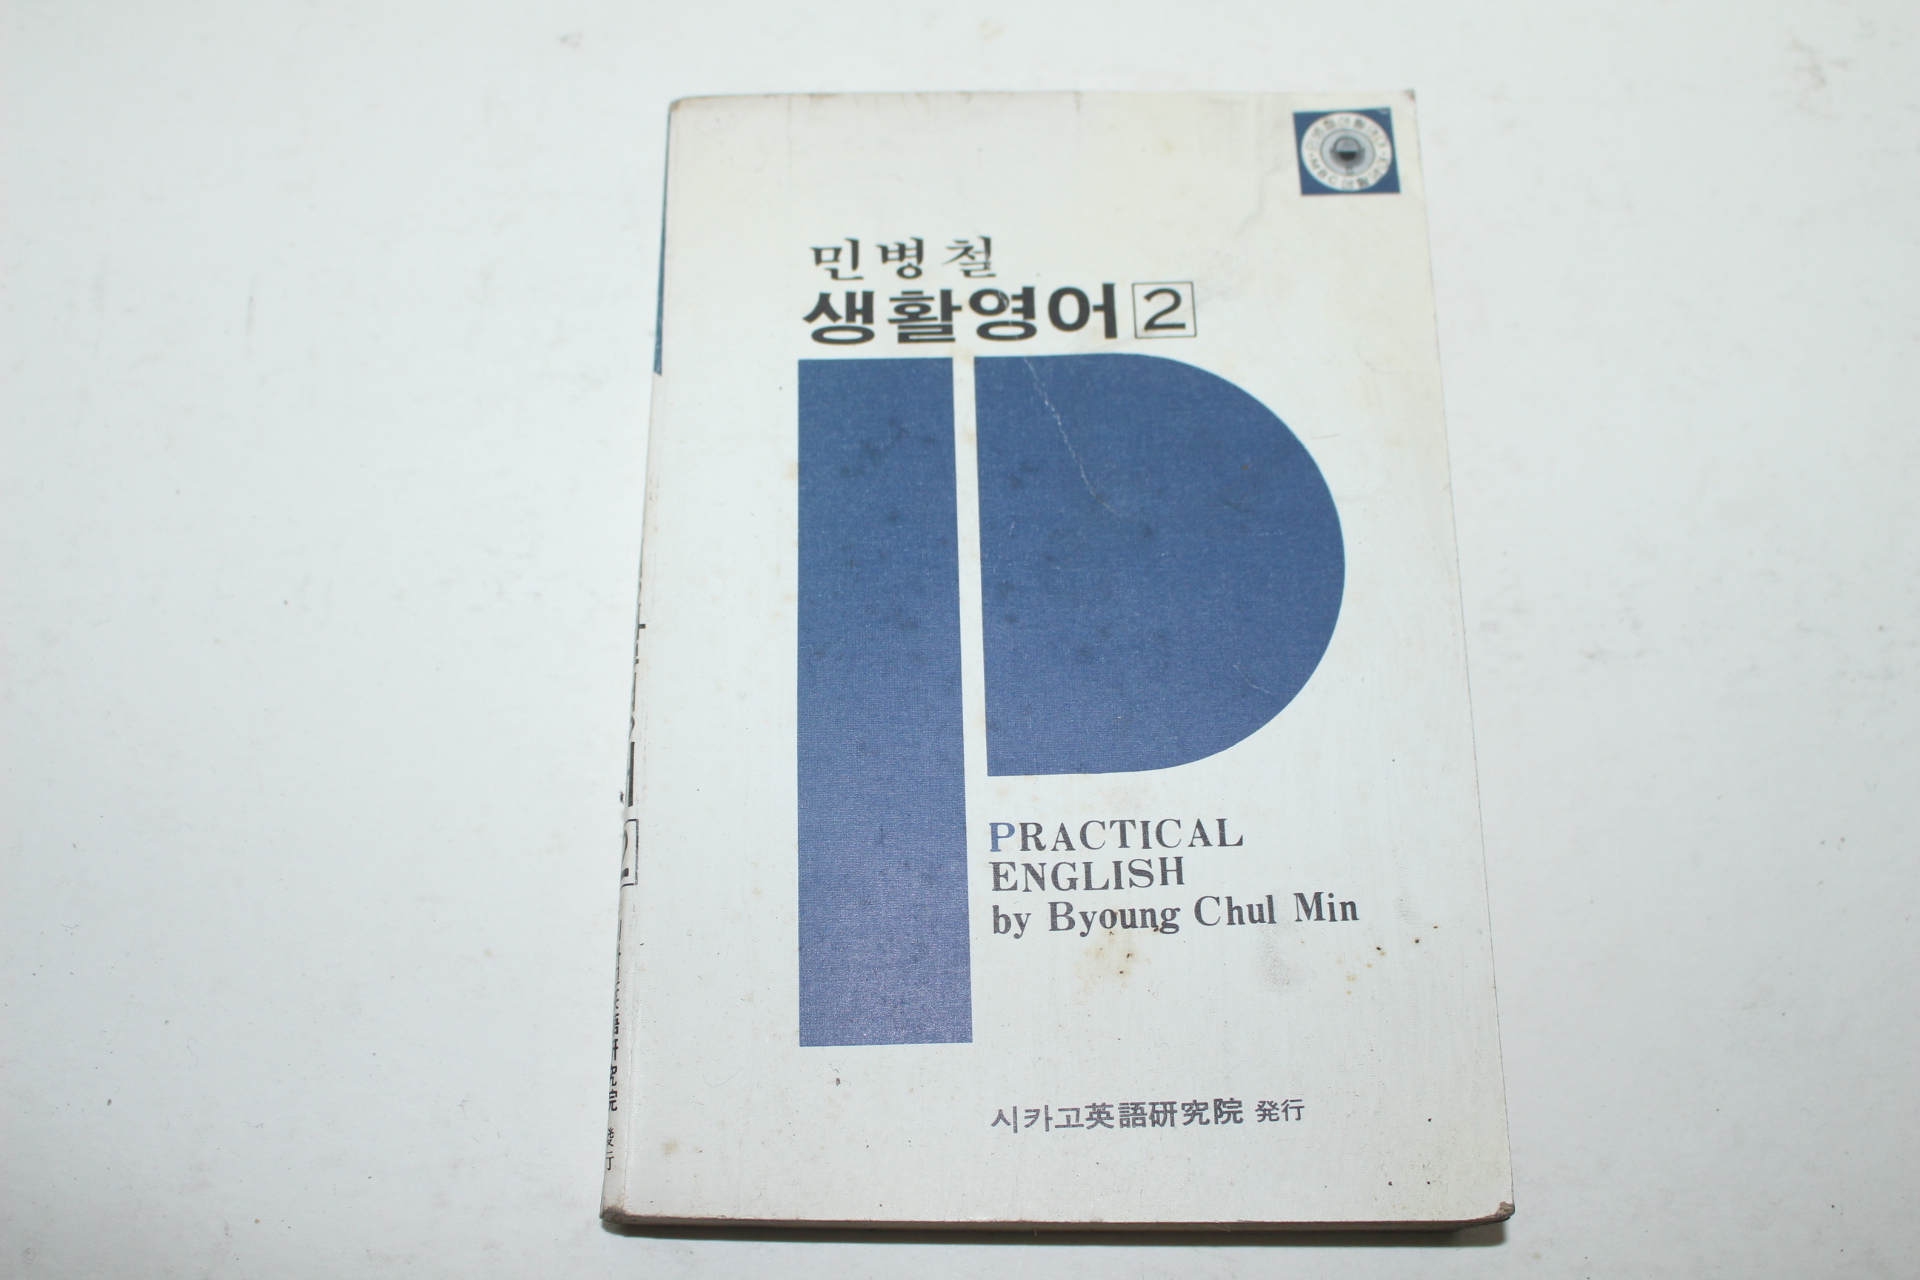 민병철
생활영어 2
PRACTICAL
ENGLISH
by Byoung Chul Min
시카고英語研究院 発行